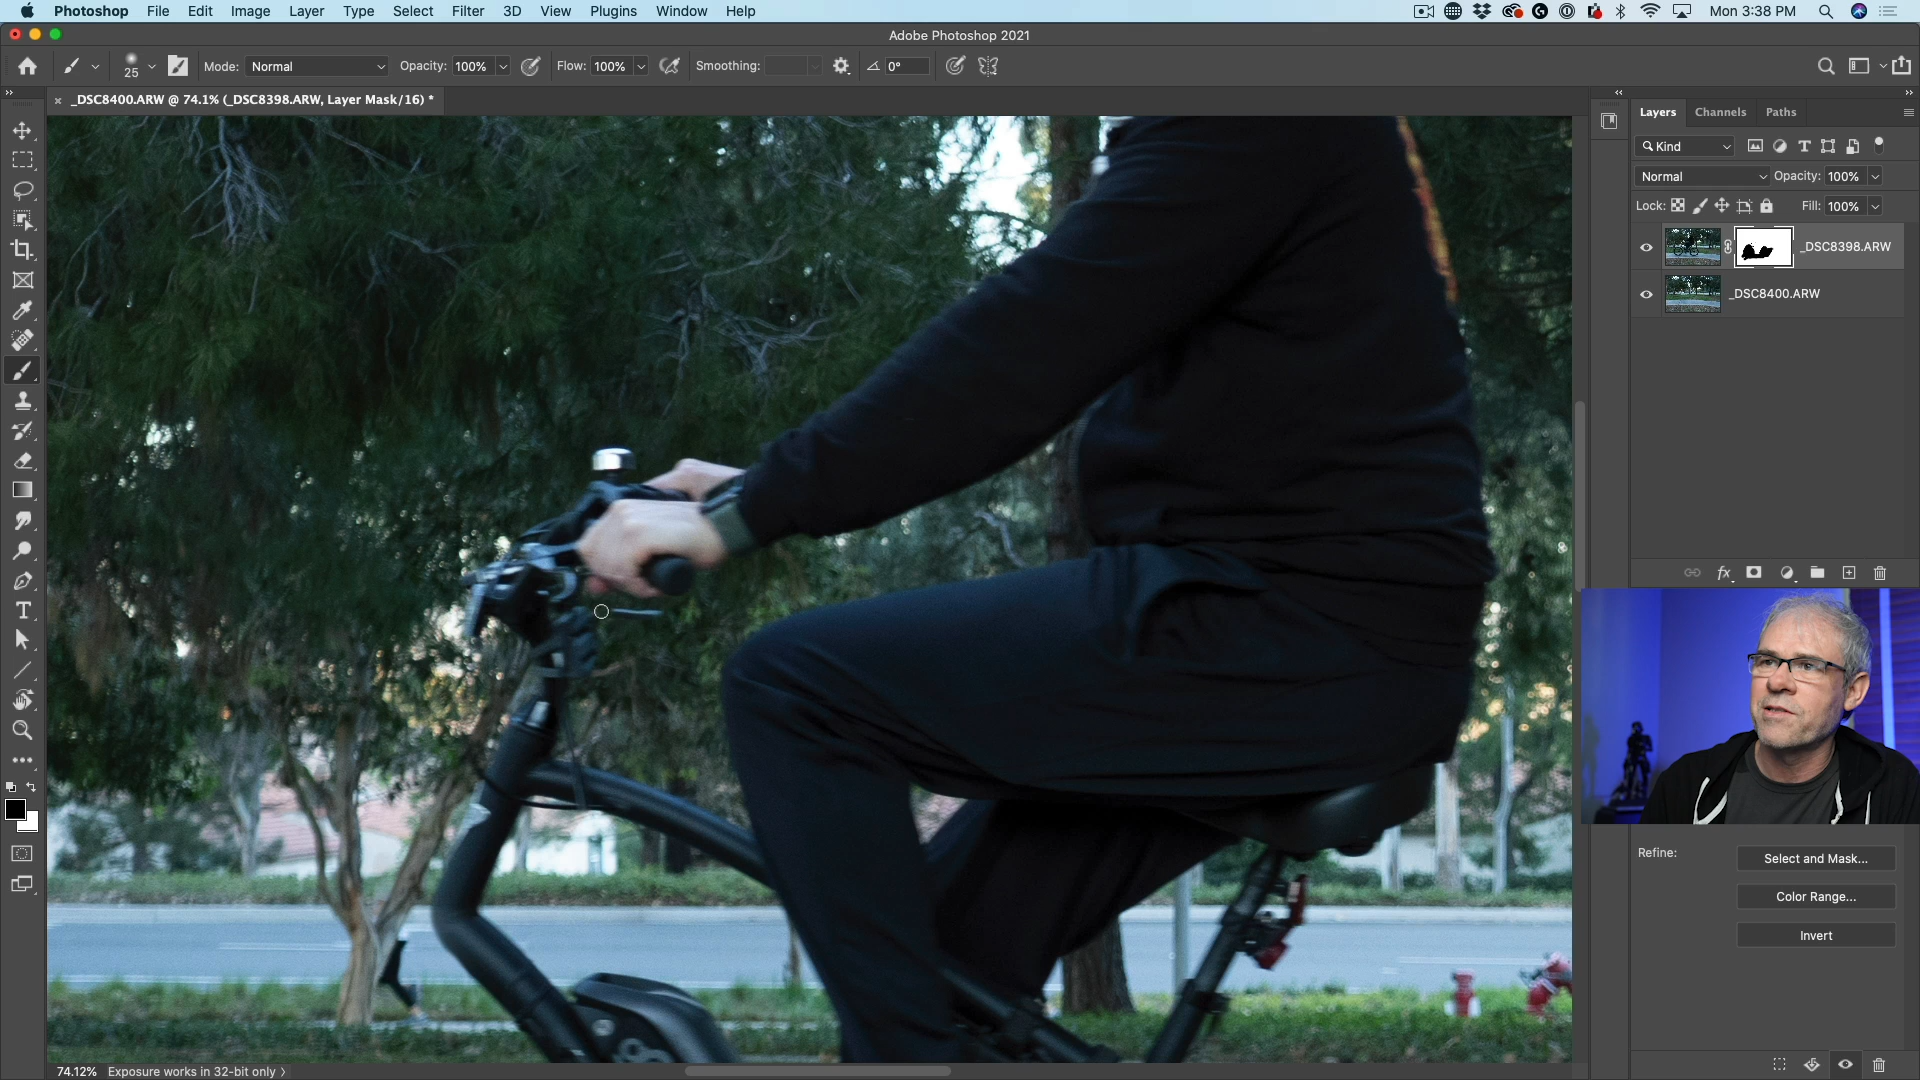 Photoshop File Edit Image Layer Type Select Filter 3D View Plugins Window Help
Mon 3:38 PM
Adobe Photoshop 2021
25 Mode: Normal Opacity: 100% Flow: 100% Smoothing: 0°
_DSC8400.ARW @ 74.1% (_DSC8398.ARW, Layer Mask/16) *
Layers Channels Paths
Kind
Normal Opacity: 100%
Lock: Fill: 100%
_DSC8398.ARW
_DSC8400.ARW
fx
Refine:
Select and Mask...
Color Range...
Invert
74.12% Exposure works in 32-bit only